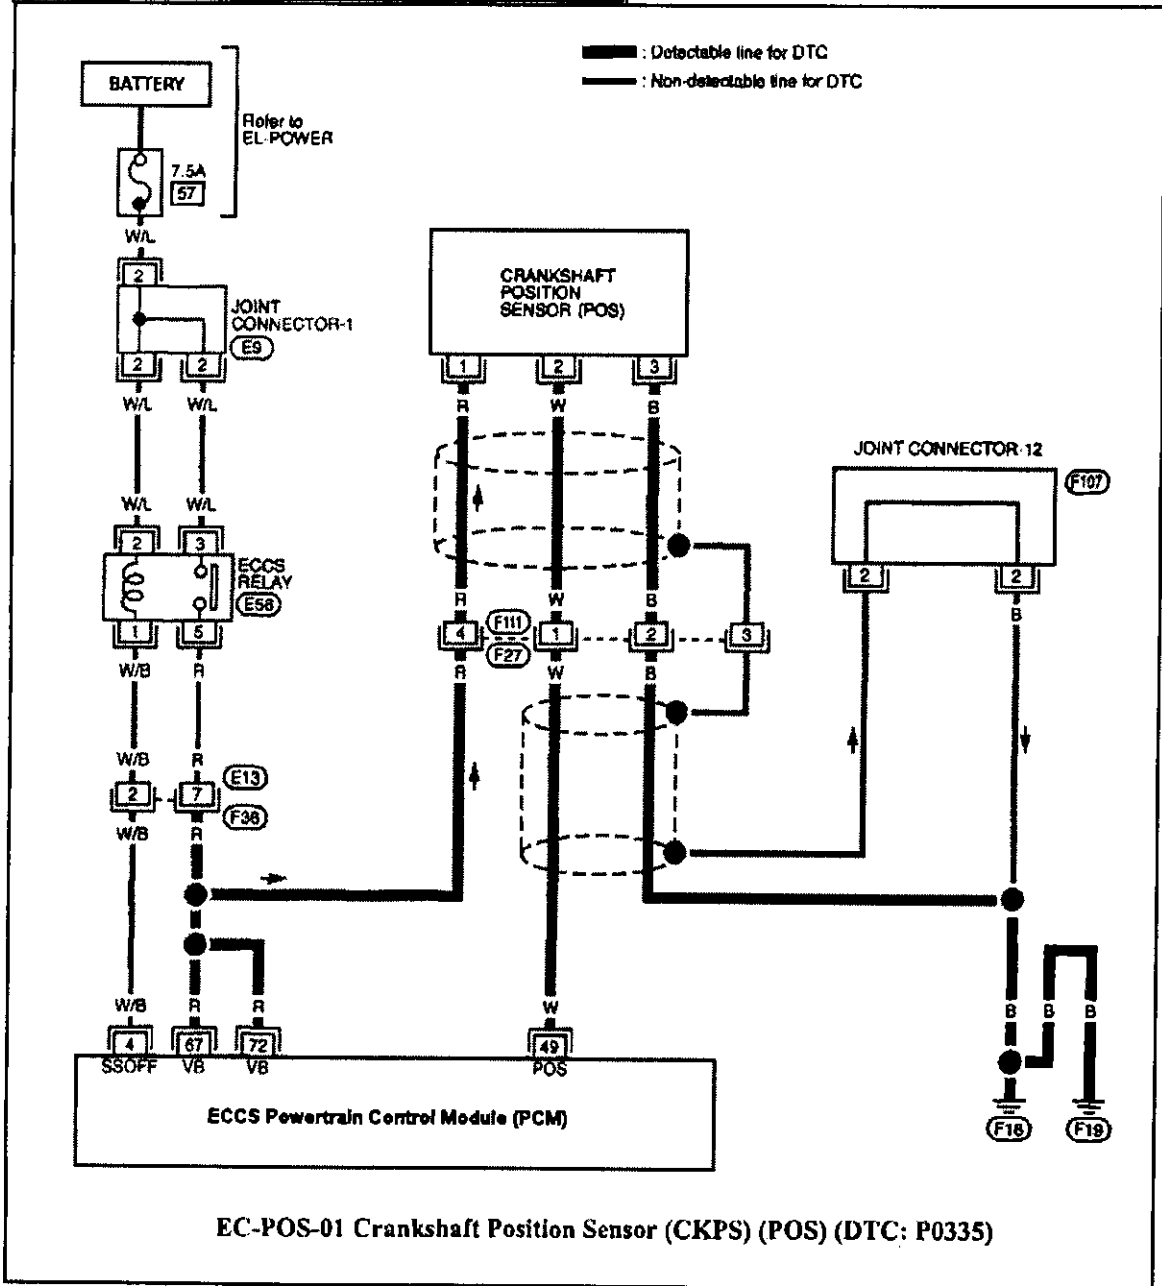 : Detectable line for DTC
: Non-detectable line for DTC
BATTERY
Refer to
EL-POWER
7.5A
57
W/L
2
JOINT
CONNECTOR-1
E9
2 2
W/L W/L
W/L W/L
2 3
ECCS
RELAY
E58
1 5
W/B R
W/B R
2 7
E13
F36
W/B R
CRANKSHAFT
POSITION
SENSOR (POS)
1 2 3
R W B
R W B
4 1 2 3
F111
F27
R W B
JOINT CONNECTOR-12
F107
2 2
B
W/B R R W
4 67 72 49
SSOFF VB VB POS
ECCS Powertrain Control Module (PCM)
B B B
F18 F19
EC-POS-01 Crankshaft Position Sensor (CKPS) (POS) (DTC: P0335)